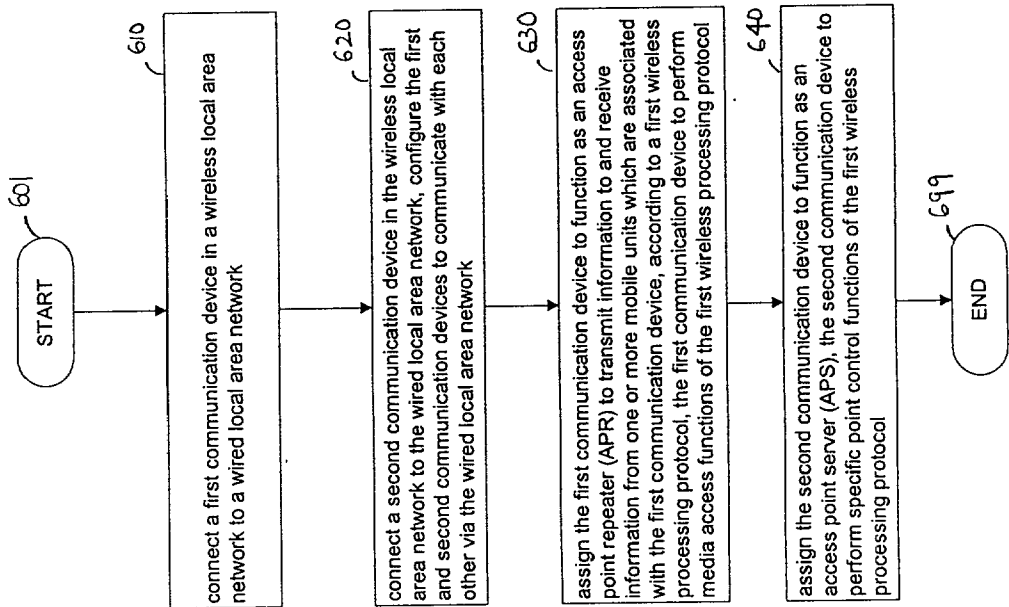 START
601
610
connect a first communication device in a wireless local area
network to a wired local area network
620
connect a second communication device in the wireless local
area network to the wired local area network, configure the first
and second communication devices to communicate with each
other via the wired local area network
630
assign the first communication device to function as an access
point repeater (APR) to transmit information to and receive
information from one or more mobile units which are associated
with the first communication device, according to a first wireless
processing protocol, the first communication device to perform
media access functions of the first wireless processing protocol
640
assign the second communication device to function as an
access point server (APS), the second communication device to
perform specific point control functions of the first wireless
processing protocol
END
699